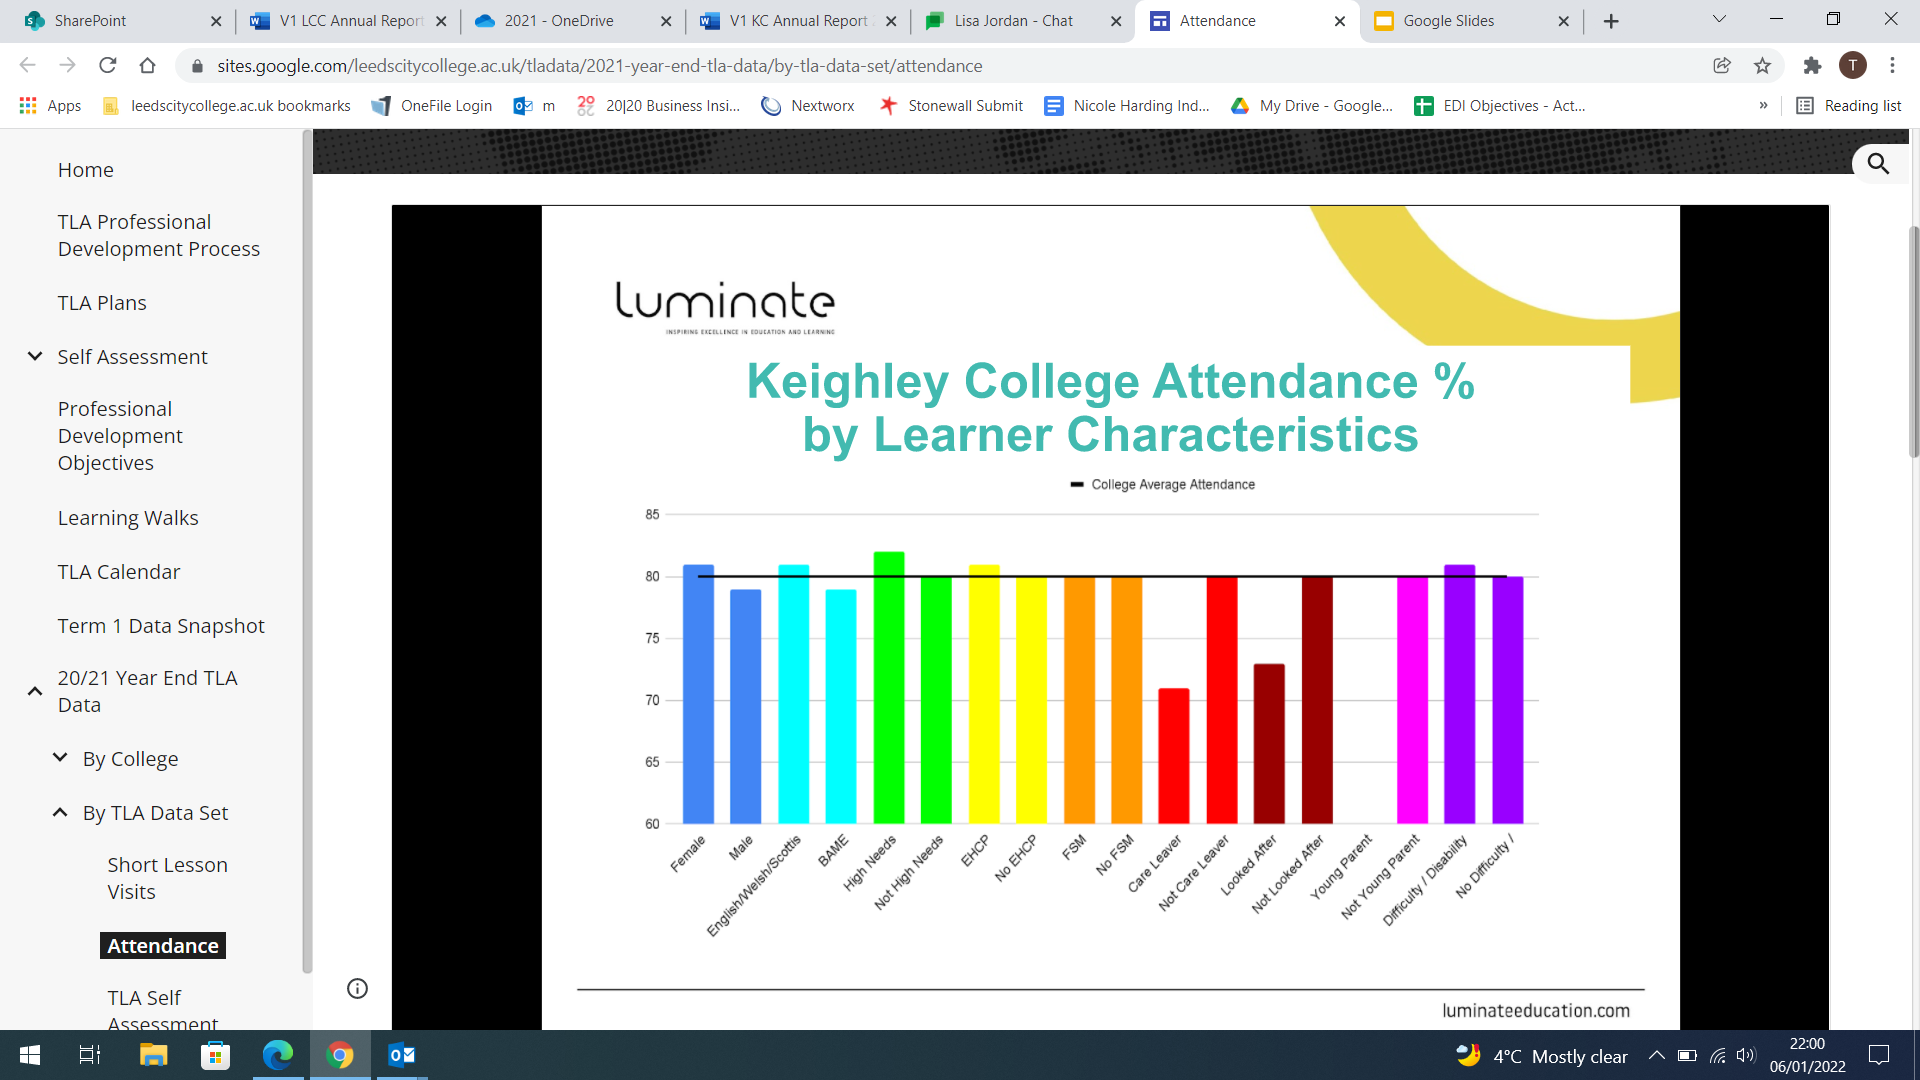 SharePoint
V1 LCC Annual Report
2021 - OneDrive
V1 KC Annual Report
Lisa Jordan - Chat
Attendance
Google Slides
sites.google.com/leedscitycollege.ac.uk/tladata/2021-year-end-tla-data/by-tla-data-set/attendance
T
Apps
leedscitycollege.ac.uk bookmarks
OneFile Login
m
20|20 Business Insi...
Nextworx
Stonewall Submit
Nicole Harding Ind...
My Drive - Google...
EDI Objectives - Act...
»
Reading list
Home
TLA Professional
Development Process
TLA Plans
Self Assessment
Professional
Development
Objectives
Learning Walks
TLA Calendar
Term 1 Data Snapshot
20/21 Year End TLA
Data
By College
By TLA Data Set
Short Lesson
Visits
Attendance
TLA Self
Assessment
luminate
INSPIRING EXCELLENCE IN EDUCATION AND LEARNING
Keighley College Attendance %
by Learner Characteristics
College Average Attendance
85
80
75
70
65
60
Female
Male
English/Welsh/Scottis
BAME
High Needs
Not High Needs
EHCP
No EHCP
FSM
No FSM
Care Leaver
Not Care Leaver
Looked After
Not Looked After
Young Parent
Not Young Parent
Difficulty / Disability
No Difficulty /
luminateeducation.com
4°C Mostly clear
22:00
06/01/2022